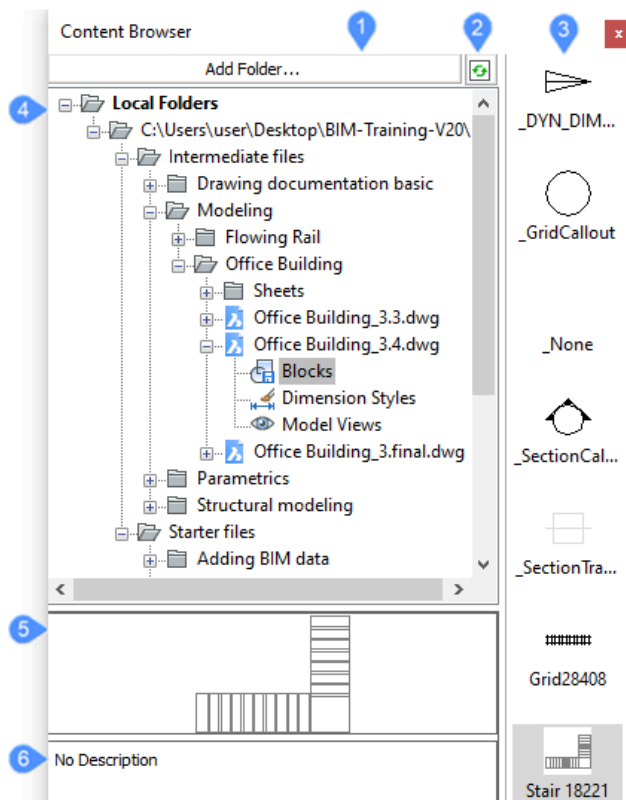 Content Browser
1
2
3
x
Add Folder...
4
Local Folders
C:\Users\user\Desktop\BIM-Training-V20\
Intermediate files
Drawing documentation basic
Modeling
Flowing Rail
Office Building
Sheets
Office Building_3.3.dwg
Office Building_3.4.dwg
Blocks
Dimension Styles
Model Views
Office Building_3.final.dwg
Parametrics
Structural modeling
Starter files
Adding BIM data
5
6
No Description
_DYN_DIM...
_GridCallout
_None
_SectionCal...
_SectionTra...
Grid28408
Stair 18221